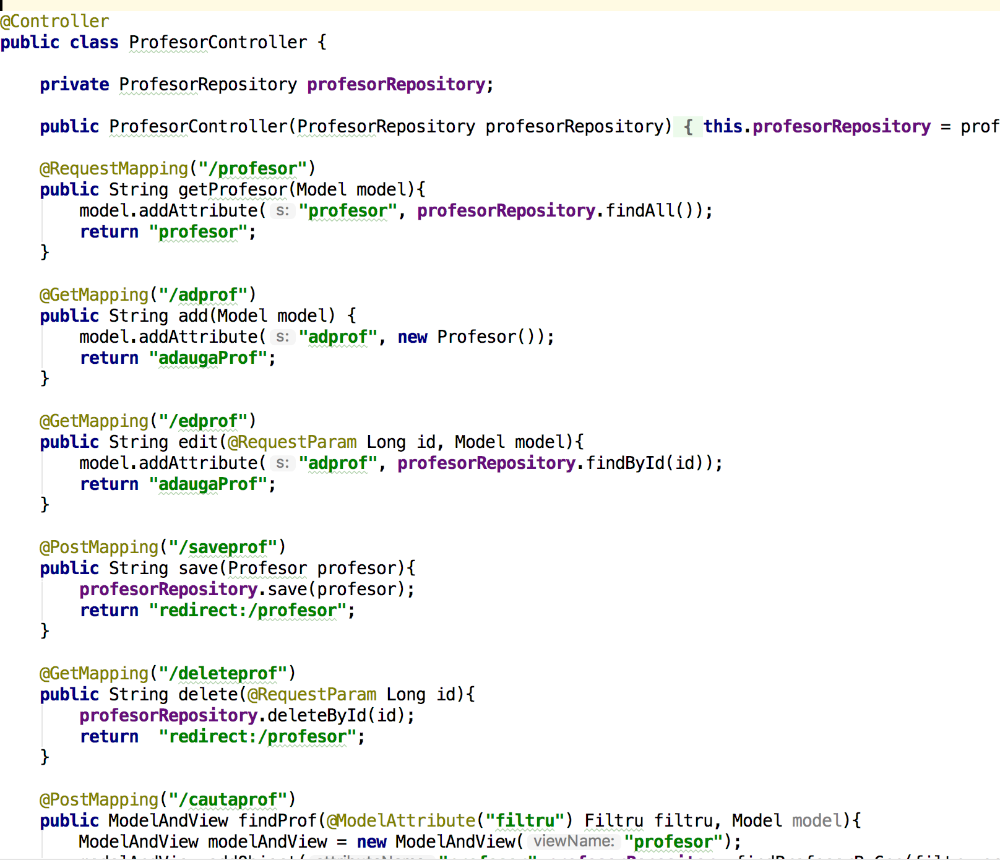 @Controller
public class ProfesorController {
private ProfesorRepository profesorRepository;
public ProfesorController(ProfesorRepository profesorRepository) { this.profesorRepository = prof
@RequestMapping("/profesor")
public String getProfesor(Model model){
model.addAttribute( s: "profesor", profesorRepository.findAll());
return "profesor";
}
@GetMapping("/adprof")
public String add(Model model) {
model.addAttribute( s: "adprof", new Profesor());
return "adaugaProf";
}
@GetMapping("/edprof")
public String edit(@RequestParam Long id, Model model){
model.addAttribute( s: "adprof", profesorRepository.findById(id));
return "adaugaProf";
}
@PostMapping("/saveprof")
public String save(Profesor profesor){
profesorRepository.save(profesor);
return "redirect:/profesor";
}
@GetMapping("/deleteprof")
public String delete(@RequestParam Long id){
profesorRepository.deleteById(id);
return  "redirect:/profesor";
}
@PostMapping("/cautaprof")
public ModelAndView findProf(@ModelAttribute("filtru") Filtru filtru, Model model){
ModelAndView modelAndView = new ModelAndView( viewName: "profesor");